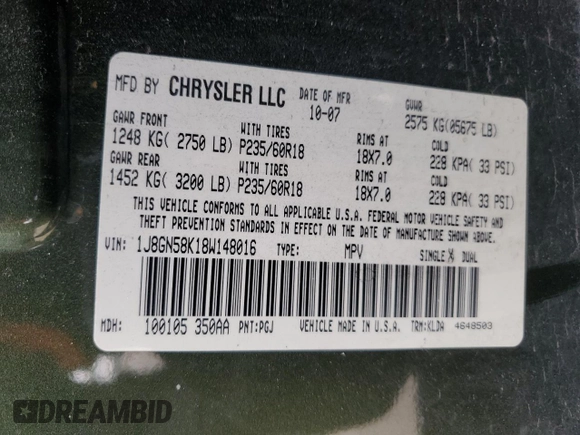 MFD BY CHRYSLER LLC DATE OF MFR GVWR
10-07 2575 KG(05675 LB)
GAWR FRONT WITH TIRES RIMS AT COLD
1248 KG( 2750 LB) P235/60R18 18X7.0 228 KPA( 33 PSI)
GAWR REAR WITH TIRES RIMS AT COLD
1452 KG( 3200 LB) P235/60R18 18X7.0 228 KPA( 33 PSI)
THIS VEHICLE CONFORMS TO ALL APPLICABLE U.S.A. FEDERAL MOTOR VEHICLE SAFETY AND
THEFT PREVENTION STANDARDS IN EFFECT ON THE DATE OF MANUFACTURE SHOWN ABOVE.
VIN: 1J8GN58K18W148016 TYPE: MPV SINGLE X DUAL
MDH: 100105 350AA PNT:PGJ VEHICLE MADE IN U.S.A. TRM:KLDA 4648503
DREAMBID